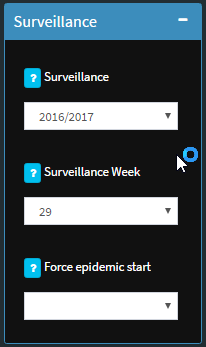 Surveillance
? Surveillance
2016/2017
? Surveillance Week
29
? Force epidemic start